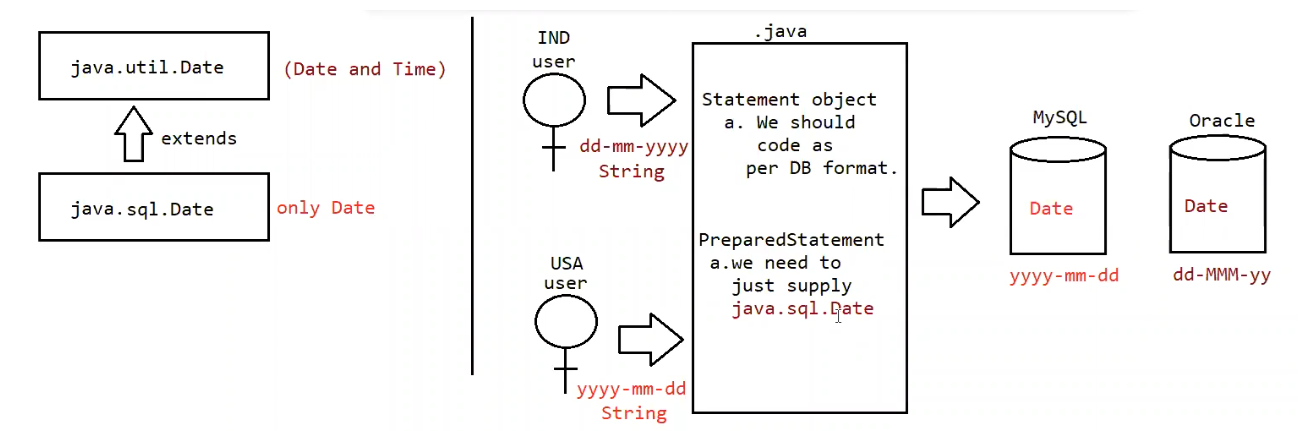 java.util.Date
(Date and Time)
extends
java.sql.Date
only Date
IND
user
dd-mm-yyyy
String
USA
user
yyyy-mm-dd
String
.java
Statement object
a. We should
code as
per DB format.
PreparedStatement
a.we need to
just supply
java.sql.Date
MySQL
Date
yyyy-mm-dd
Oracle
Date
dd-MMM-yy